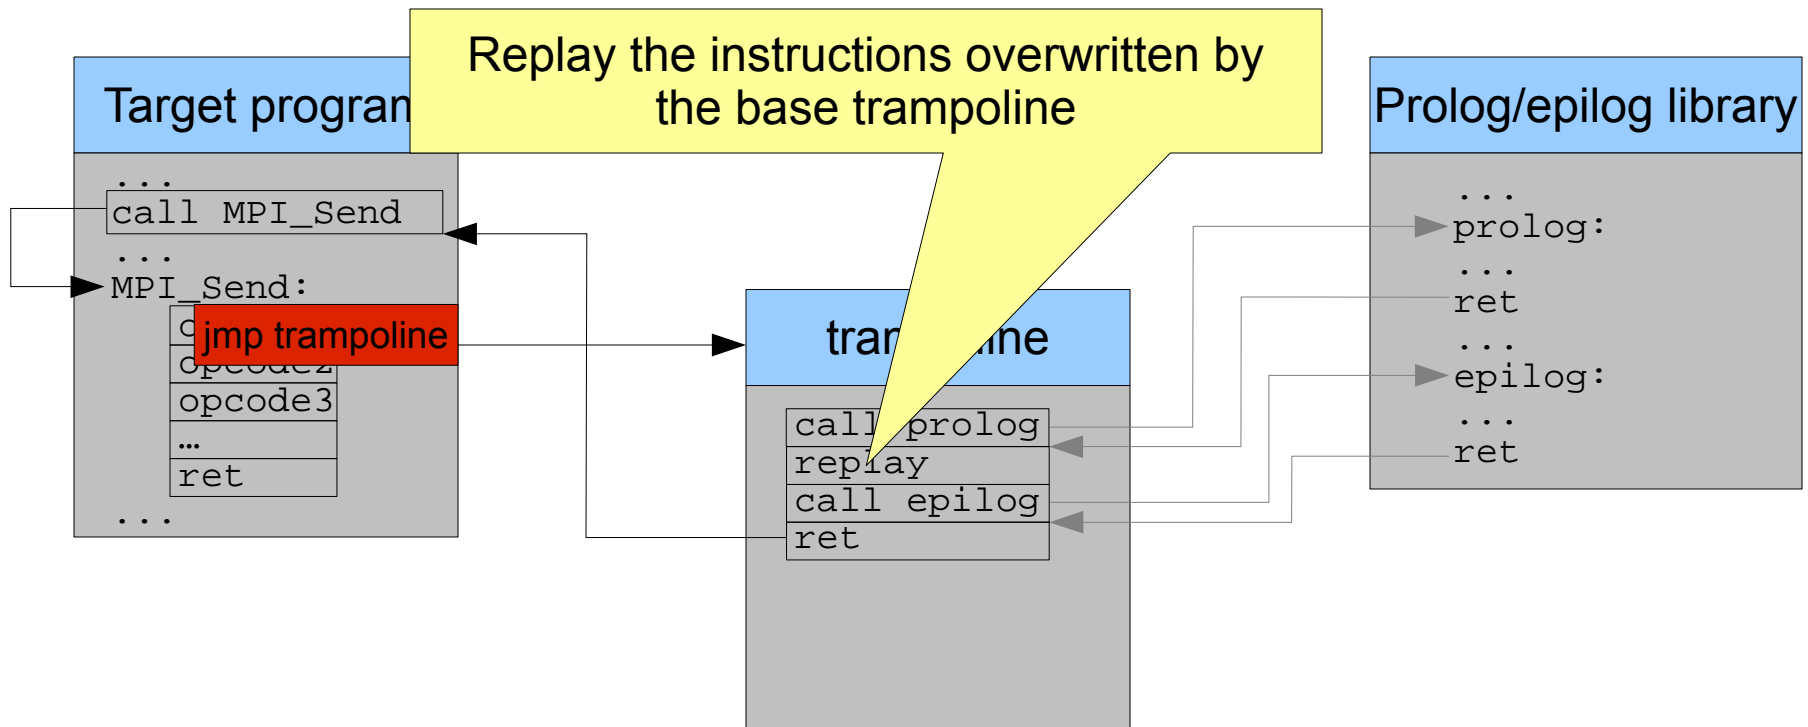 Replay the instructions overwritten by
the base trampoline
Target program
...
call MPI_Send
...
MPI_Send:
jmp trampoline
opcode2
opcode3
…
ret
...
call prolog
replay
call epilog
ret
Prolog/epilog library
...
prolog:
...
ret
...
epilog:
...
ret